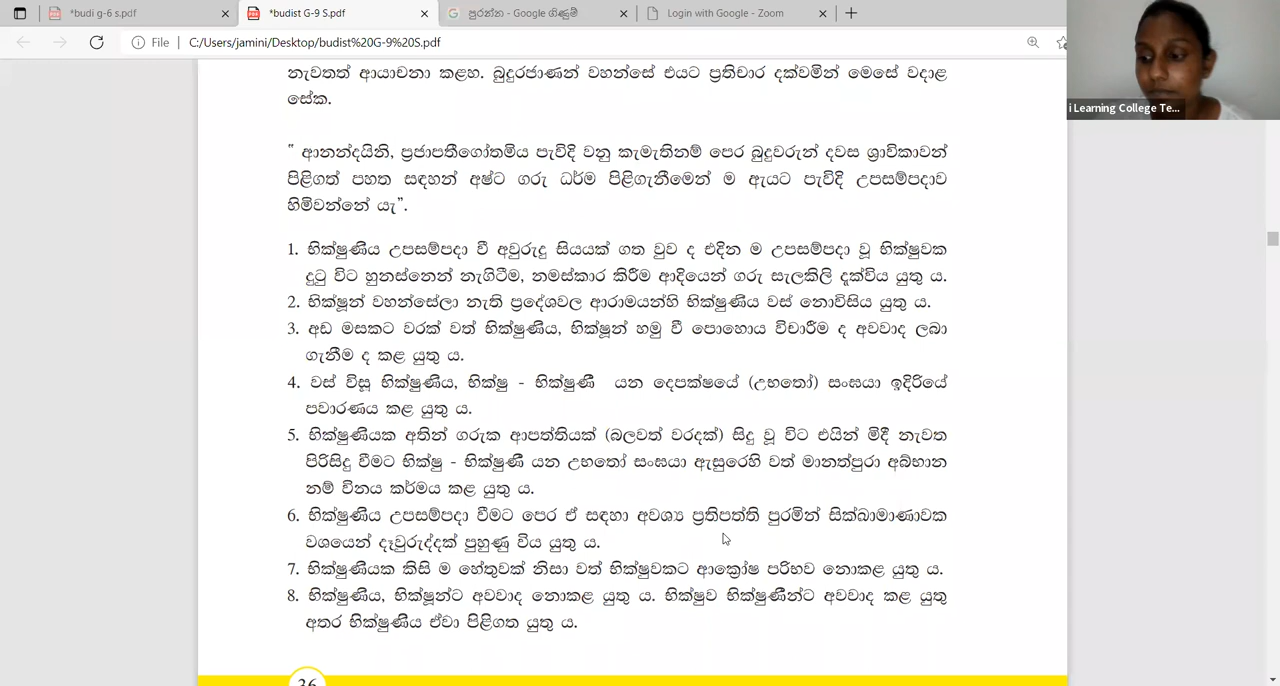 *budi g-6 s.pdf
*budist G-9 S.pdf
පුරන්න - Google ගිණුම්
Login with Google - Zoom
File
C:/Users/jamini/Desktop/budist%20G-9%20S.pdf
i Learning College Te...
නැවතත් ආයාචනා කළහ. බුදුරජාණන් වහන්සේ එයට ප්‍රතිචාර දක්වමින් මෙසේ වදාළ
සේක.
“ ආනන්දයිනි, ප්‍රජාපතීගෝතමිය පැවිදි වනු කැමැතිනම් පෙර බුදුවරුන් දවස ශ්‍රාවිකාවන්
පිළිගත් පහත සඳහන් අෂ්ට ගරු ධර්ම පිළිගැනීමෙන් ම ඇයට පැවිදි උපසම්පදාව
හිමිවන්නේ යැ”.
1. භික්ෂුණිය උපසම්පදා වී අවුරුදු සියයක් ගත වුව ද එදින ම උපසම්පදා වූ භික්ෂුවක
දුටු විට හුනස්නෙන් නැගිටීම, නමස්කාර කිරීම ආදියෙන් ගරු සැලකිලි දැක්විය යුතු ය.
2. භික්ෂූන් වහන්සේලා නැති ප්‍රදේශවල ආරාමයන්හි භික්ෂුණිය වස් නොවිසිය යුතු ය.
3. අඩ මසකට වරක් වත් භික්ෂුණිය, භික්ෂූන් හමු වී පොහොය විචාරීම ද අවවාද ලබා
ගැනීම ද කළ යුතු ය.
4. වස් විසූ භික්ෂුණිය, භික්ෂු - භික්ෂුණී යන දෙපක්ෂයේ (උභතෝ) සංඝයා ඉදිරියේ
පවාරණය කළ යුතු ය.
5. භික්ෂුණියක අතින් ගරුක ආපත්තියක් (බලවත් වරදක්) සිදු වූ විට එයින් මිදී නැවත
පිරිසිදු වීමට භික්ෂු - භික්ෂුණී යන උභතෝ සංඝයා ඇසුරෙහි වත් මානත්පුරා අබ්භාන
නම් විනය කර්මය කළ යුතු ය.
6. භික්ෂුණිය උපසම්පදා වීමට පෙර ඒ සඳහා අවශ්‍ය ප්‍රතිපත්ති පුරමින් සික්ඛාමාණාවක
වශයෙන් දෑවුරුද්දක් පුහුණු විය යුතු ය.
7. භික්ෂුණියක කිසි ම හේතුවක් නිසා වත් භික්ෂුවකට ආක්‍රෝෂ පරිභව නොකළ යුතු ය.
8. භික්ෂුණිය, භික්ෂූන්ට අවවාද නොකළ යුතු ය. භික්ෂුව භික්ෂුණීන්ට අවවාද කළ යුතු
අතර භික්ෂුණිය ඒවා පිළිගත යුතු ය.
36